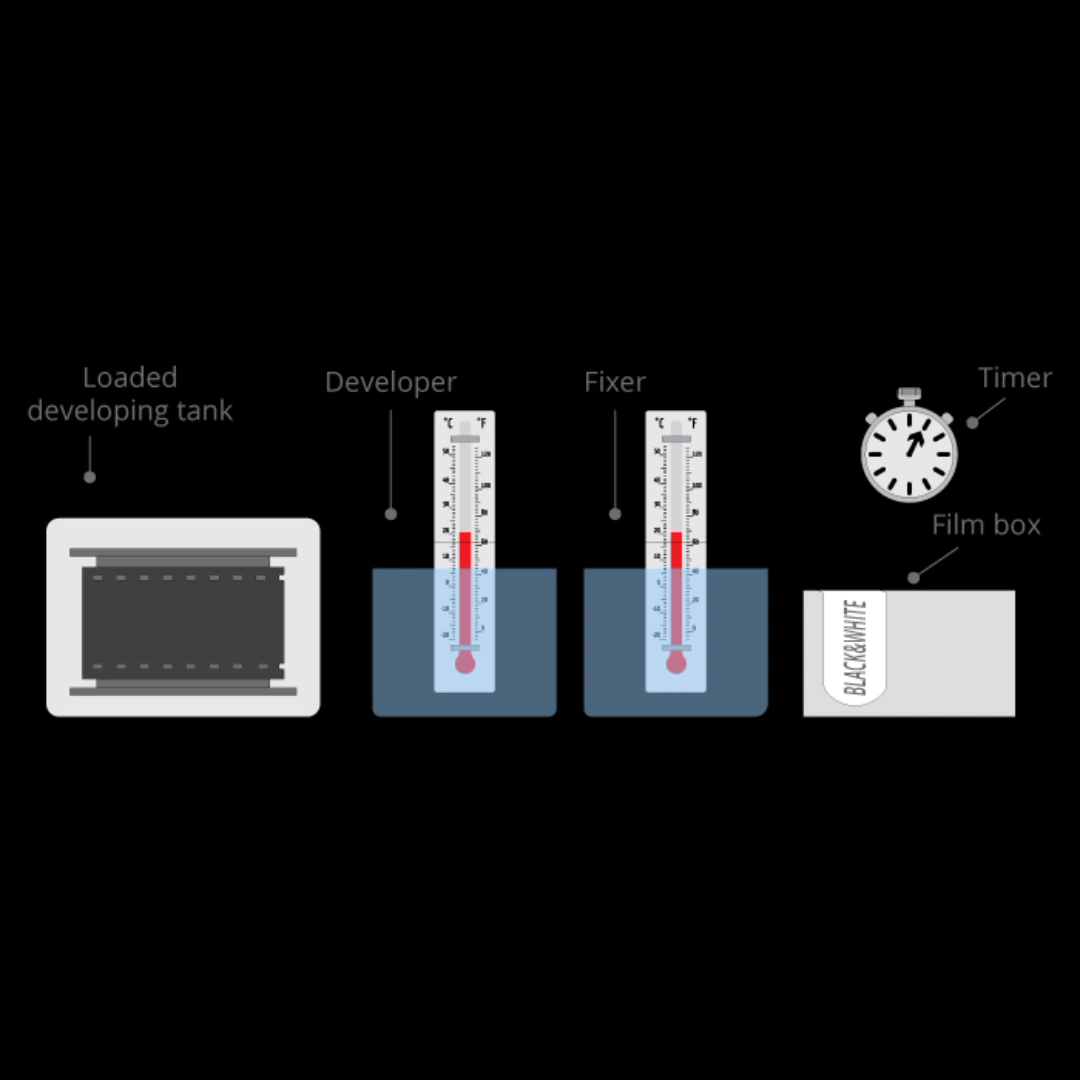 Loaded
developing tank
Developer
Fixer
Timer
°C °F
°C °F
Film box
BLACK&WHITE